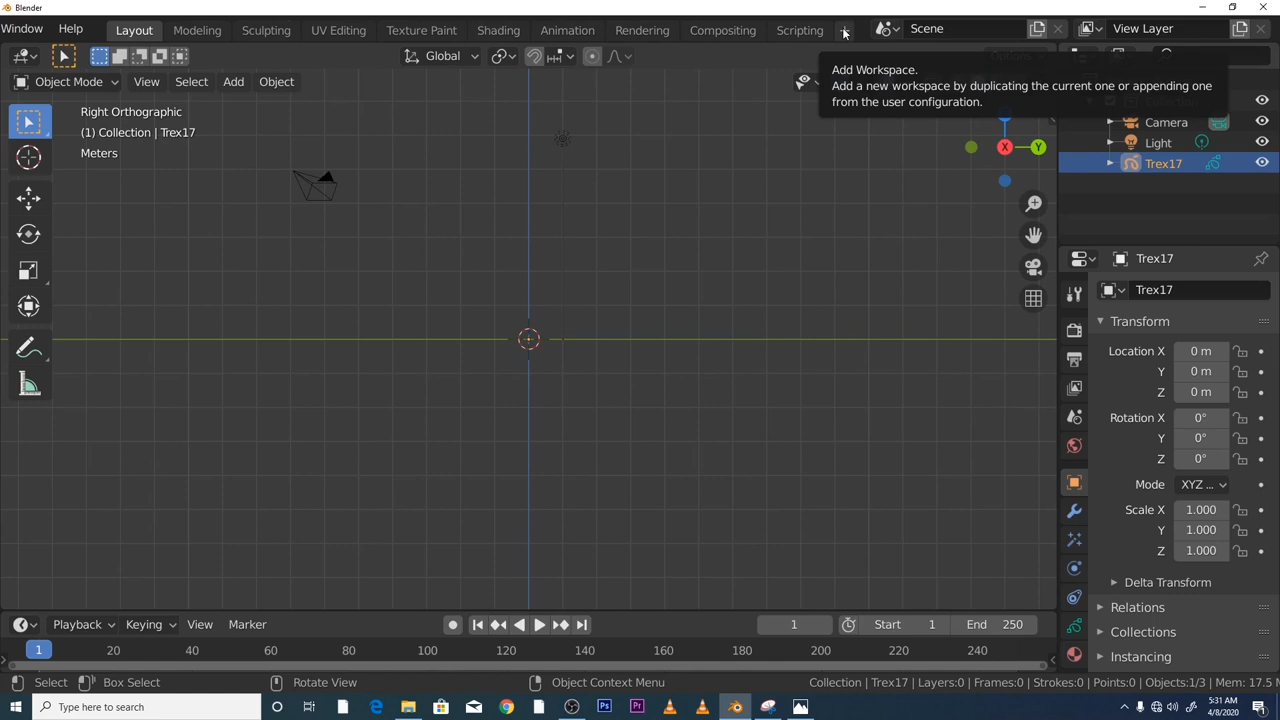 Blender
Window Help Layout Modeling Sculpting UV Editing Texture Paint Shading Animation Rendering Compositing Scripting Scene View Layer
Global
Object Mode View Select Add Object
Add Workspace.
Add a new workspace by duplicating the current one or appending one
from the user configuration.
Right Orthographic
(1) Collection | Trex17
Meters
X Y
Camera
Light
Trex17
Trex17
Trex17
Transform
Location X 0 m
Y 0 m
Z 0 m
Rotation X 0°
Y 0°
Z 0°
Mode XYZ ...
Scale X 1.000
Y 1.000
Z 1.000
Delta Transform
Relations
Collections
Instancing
Playback Keying View Marker 1 Start 1 End 250
1 20 40 60 80 100 120 140 160 180 200 220 240
Select Box Select Rotate View Object Context Menu Collection | Trex17 | Layers:0 | Frames:0 | Strokes:0 | Points:0 | Objects:1/3 | Mem: 17.5 M
Type here to search
Ps Pr
5:31 AM
4/8/2020